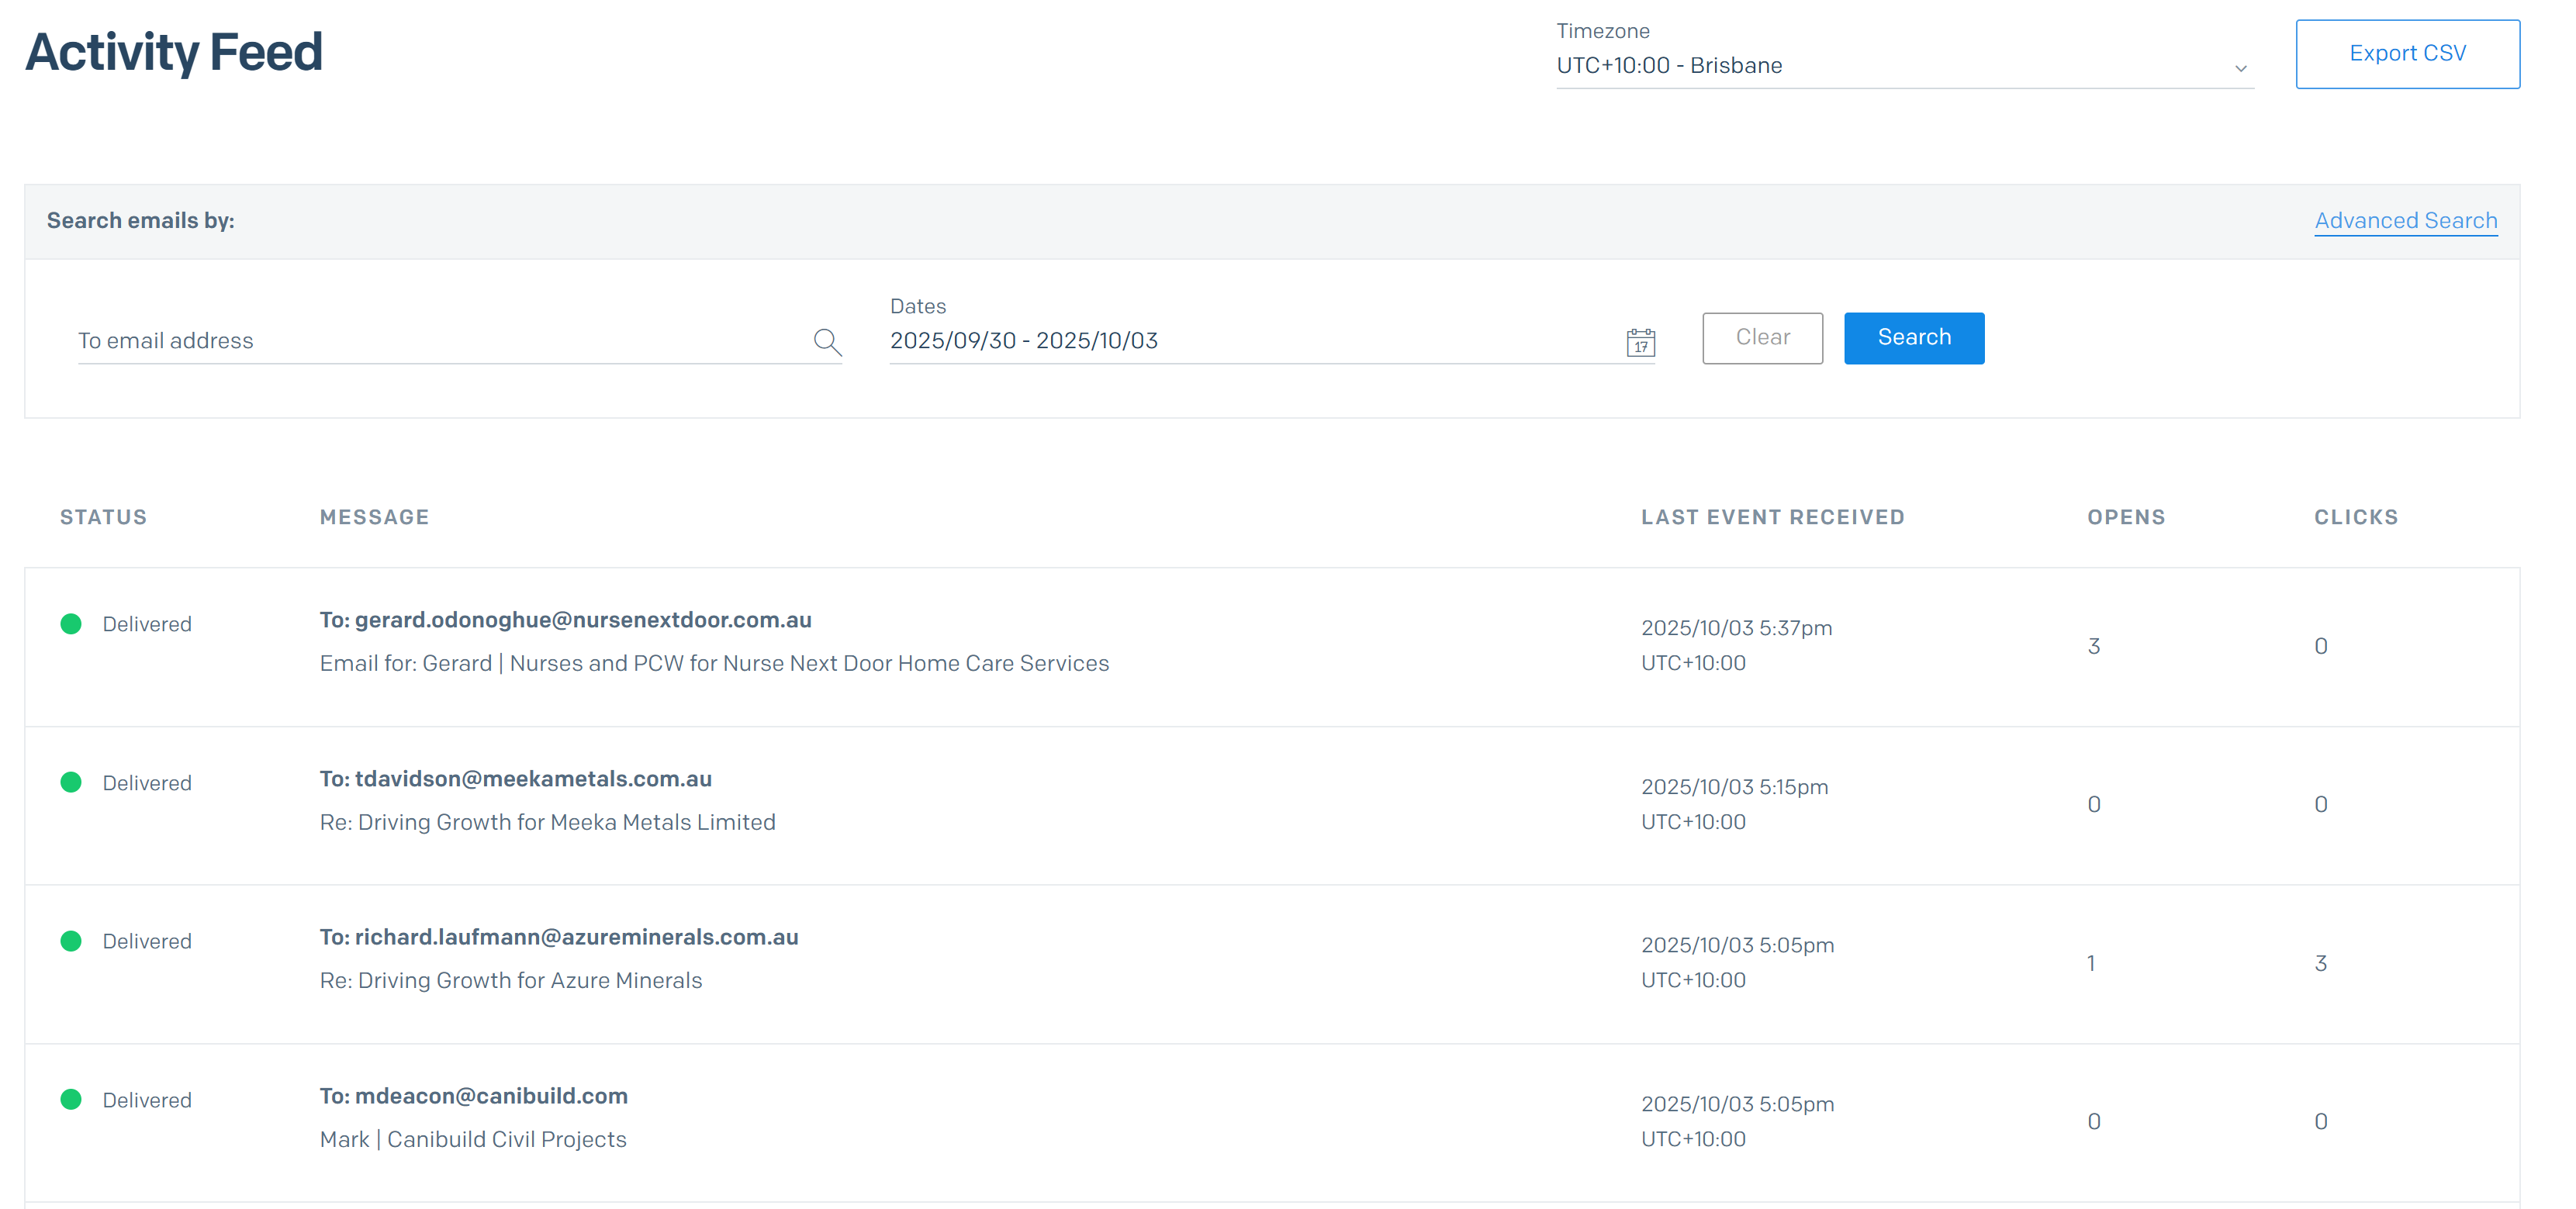 Activity Feed
Timezone
UTC+10:00 - Brisbane
Export CSV
Search emails by:
Advanced Search
To email address
Dates
2025/09/30 - 2025/10/03
17
Clear
Search
STATUS MESSAGE LAST EVENT RECEIVED OPENS CLICKS
Delivered
To: gerard.odonoghue@nursenextdoor.com.au
Email for: Gerard | Nurses and PCW for Nurse Next Door Home Care Services
2025/10/03 5:37pm
UTC+10:00
3
0
Delivered
To: tdavidson@meekametals.com.au
Re: Driving Growth for Meeka Metals Limited
2025/10/03 5:15pm
UTC+10:00
0
0
Delivered
To: richard.laufmann@azureminerals.com.au
Re: Driving Growth for Azure Minerals
2025/10/03 5:05pm
UTC+10:00
1
3
Delivered
To: mdeacon@canibuild.com
Mark | Canibuild Civil Projects
2025/10/03 5:05pm
UTC+10:00
0
0